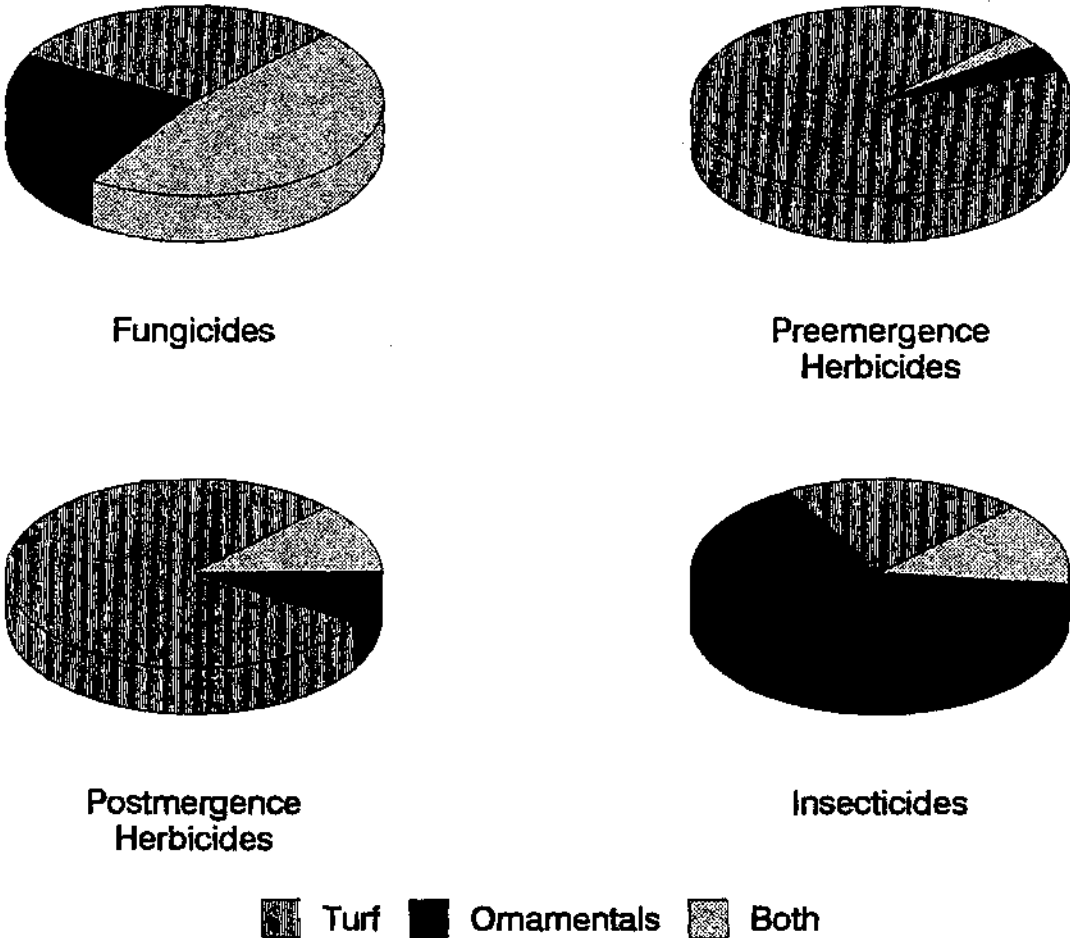 Fungicides
Preemergence
Herbicides
Postmergence
Herbicides
Insecticides
Turf Ornamentals Both